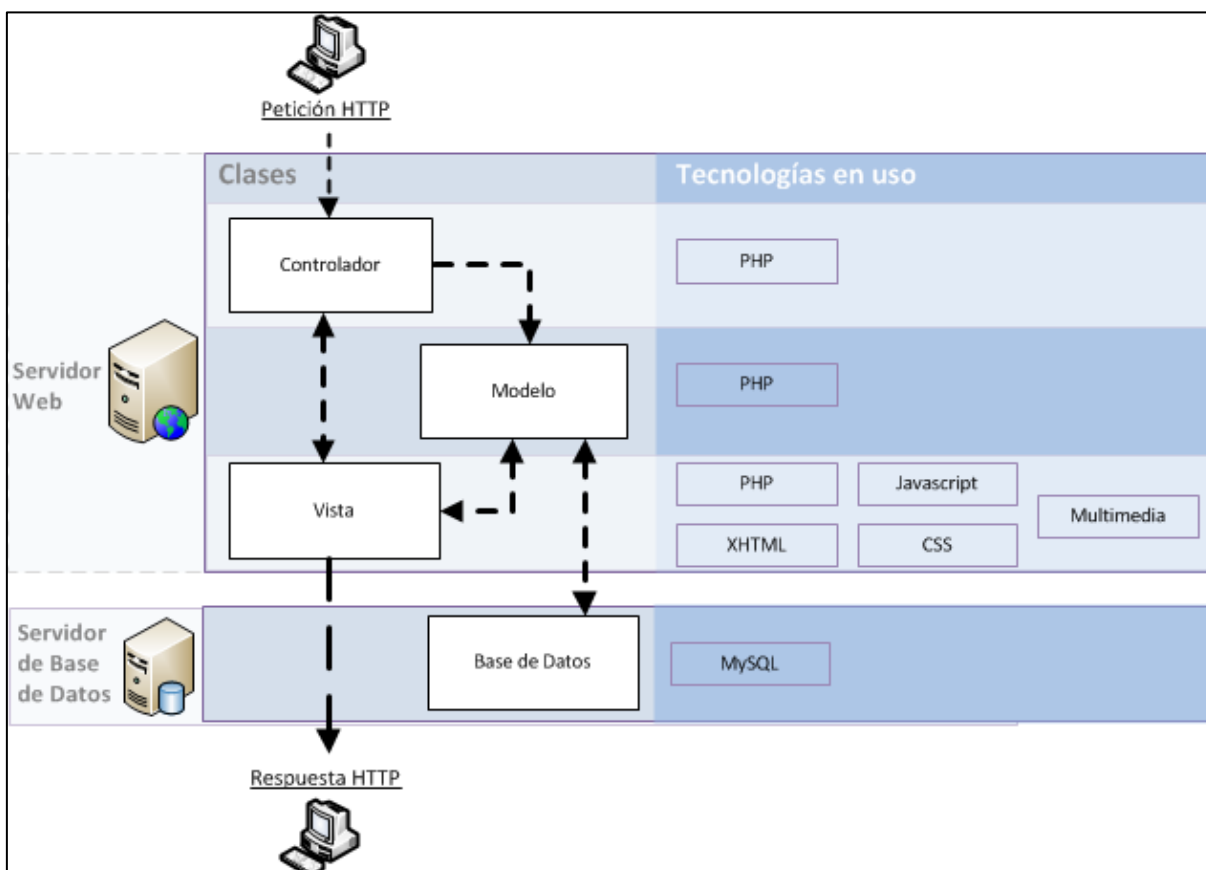 Petición HTTP
Clases
Tecnologías en uso
Controlador
PHP
Servidor
Web
Modelo
PHP
Vista
PHP
Javascript
Multimedia
XHTML
CSS
Servidor
de Base
de Datos
Base de Datos
MySQL
Respuesta HTTP